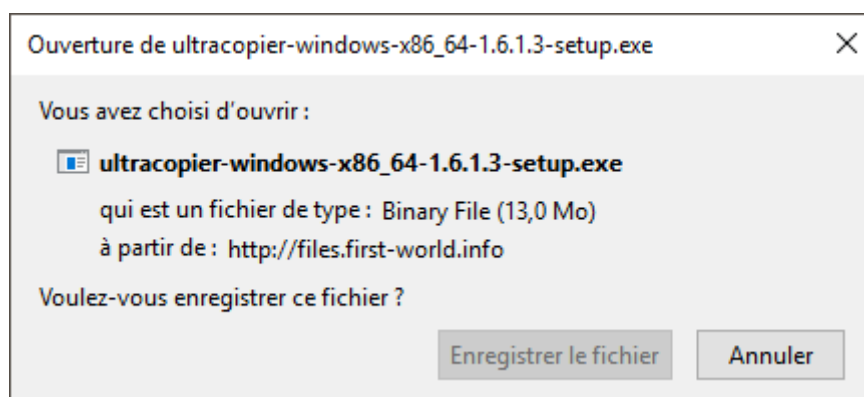 Ouverture de ultracopier-windows-x86_64-1.6.1.3-setup.exe
Vous avez choisi d’ouvrir :
ultracopier-windows-x86_64-1.6.1.3-setup.exe
qui est un fichier de type : Binary File (13,0 Mo)
à partir de : http://files.first-world.info
Voulez-vous enregistrer ce fichier ?
Enregistrer le fichier Annuler